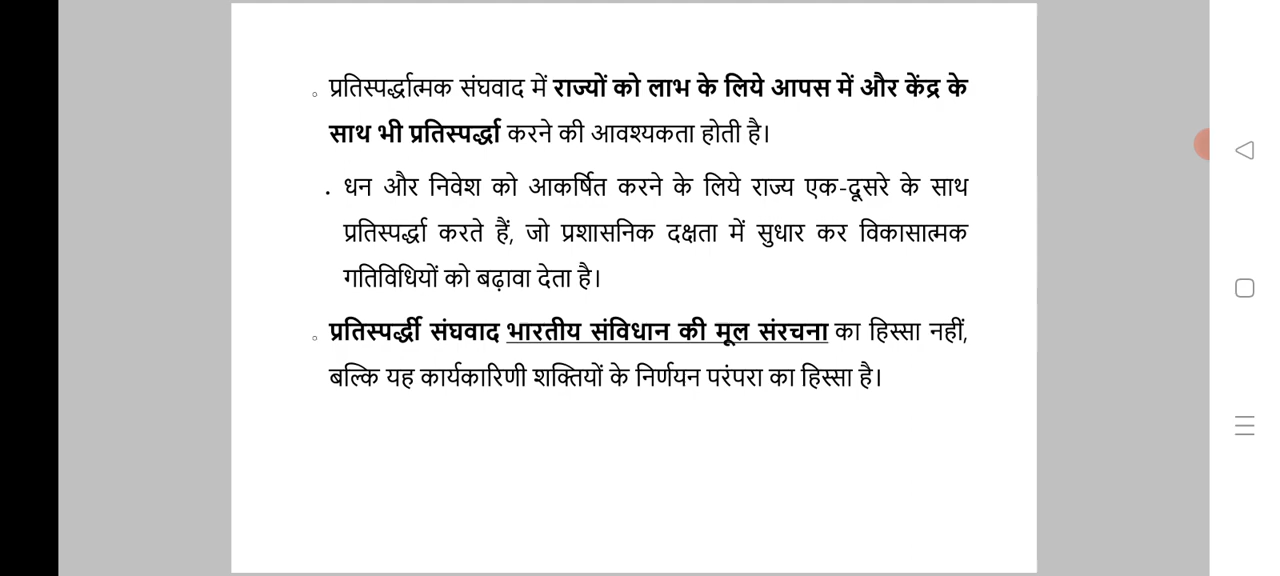 ◦ प्रतिस्पर्द्धात्मक संघवाद में राज्यों को लाभ के लिये आपस में और केंद्र के
साथ भी प्रतिस्पर्द्धा करने की आवश्यकता होती है।
• धन और निवेश को आकर्षित करने के लिये राज्य एक-दूसरे के साथ
प्रतिस्पर्द्धा करते हैं, जो प्रशासनिक दक्षता में सुधार कर विकासात्मक
गतिविधियों को बढ़ावा देता है।
◦ प्रतिस्पर्द्धी संघवाद भारतीय संविधान की मूल संरचना का हिस्सा नहीं,
बल्कि यह कार्यकारिणी शक्तियों के निर्णयन परंपरा का हिस्सा है।